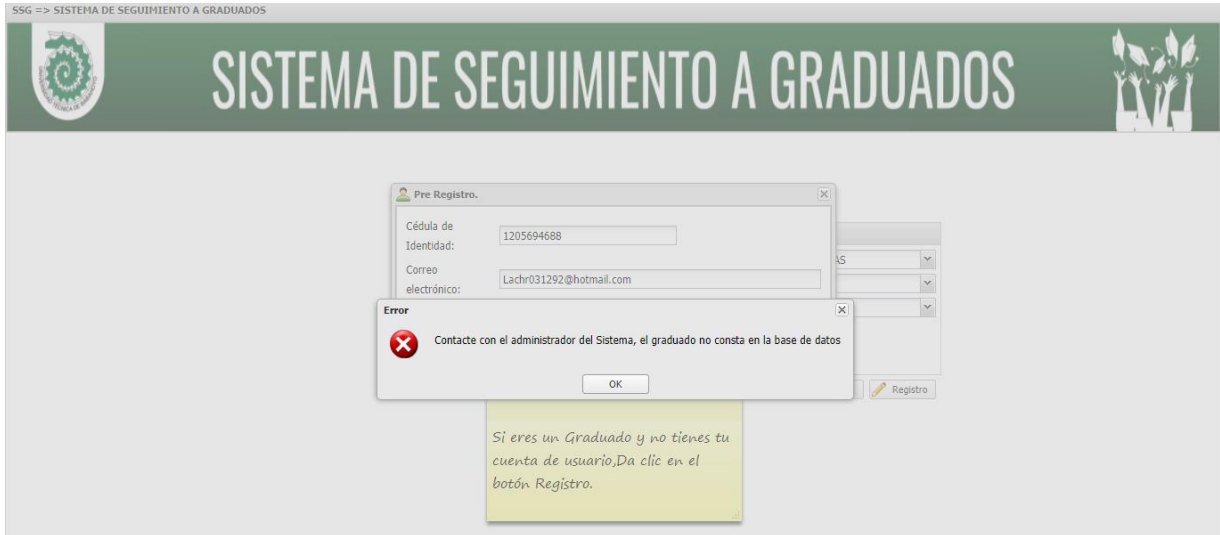 SSG => SISTEMA DE SEGUIMIENTO A GRADUADOS
SISTEMA DE SEGUIMIENTO A GRADUADOS
Pre Registro.
Cédula de
Identidad:
1205694688
Correo
electrónico:
Lachr031292@hotmail.com
AS
Error
Contacte con el administrador del Sistema, el graduado no consta en la base de datos
OK
Registro
Si eres un Graduado y no tienes tu
cuenta de usuario,Da clic en el
botón Registro.